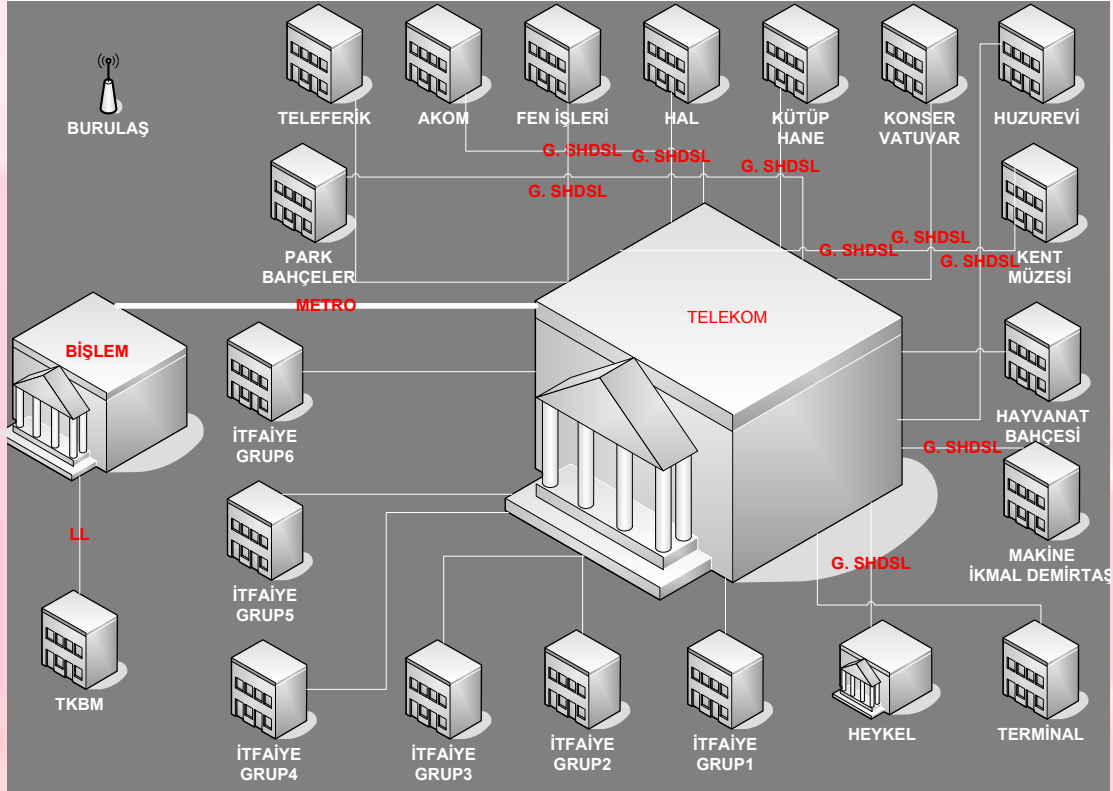 BURULAŞ
TELEFERİK
AKOM
FEN İŞLERİ
HAL
KÜTÜP
HANE
KONSER
VATUVAR
HUZUREVİ
G. SHDSL
G. SHDSL
G. SHDSL
G. SHDSL
PARK
BAHÇELER
G. SHDSL
G. SHDSL
G. SHDSL
KENT
MÜZESİ
METRO
TELEKOM
BİŞLEM
İTFAİYE
GRUP6
HAYVANAT
BAHÇESİ
G. SHDSL
MAKİNE
İKMAL DEMİRTAŞ
LL
G. SHDSL
İTFAİYE
GRUP5
TKBM
İTFAİYE
GRUP4
İTFAİYE
GRUP3
İTFAİYE
GRUP2
İTFAİYE
GRUP1
HEYKEL
TERMİNAL